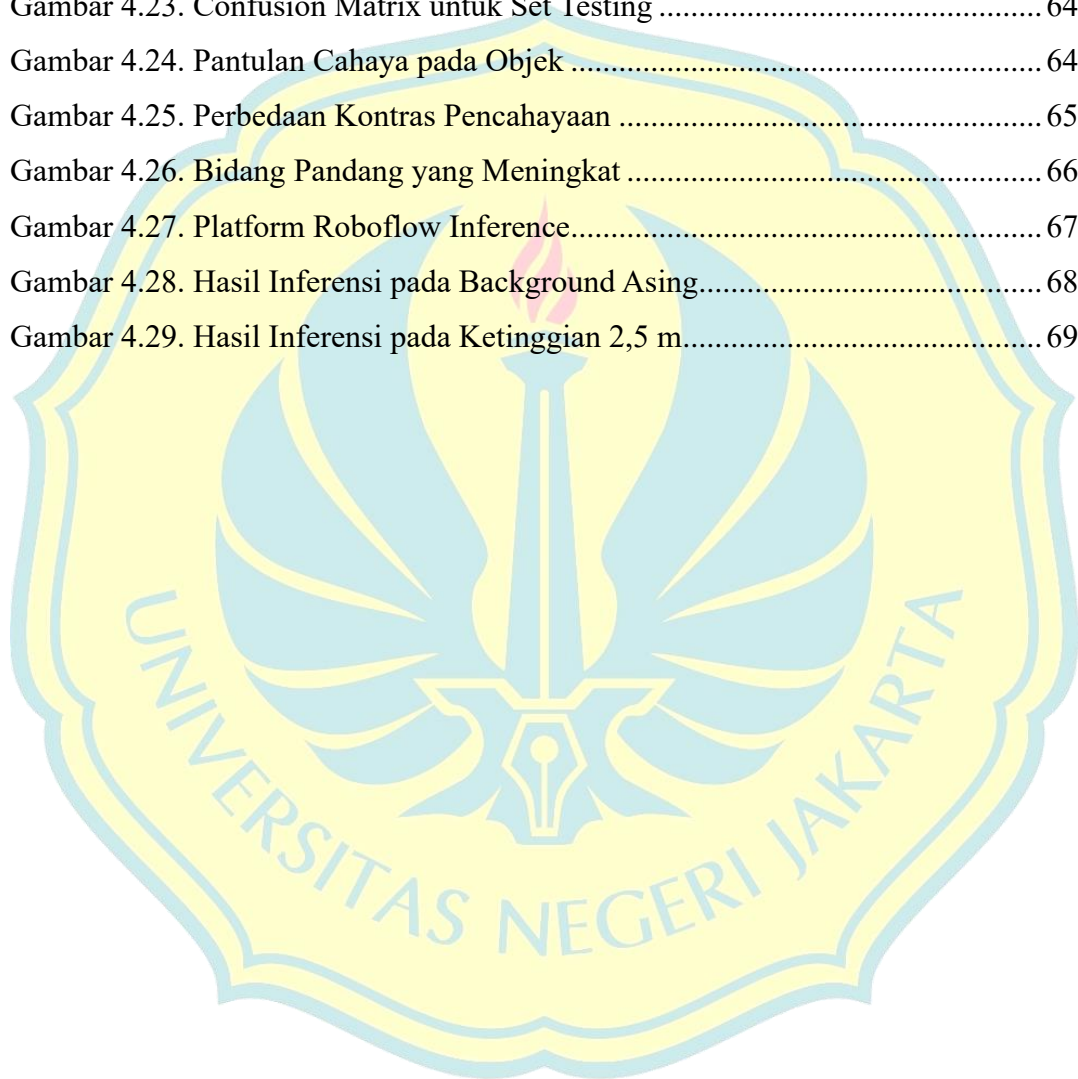 Gambar 4.23. Confusion Matrix untuk Set Testing ............................................... 64
Gambar 4.24. Pantulan Cahaya pada Objek .......................................................... 64
Gambar 4.25. Perbedaan Kontras Pencahayaan .................................................... 65
Gambar 4.26. Bidang Pandang yang Meningkat ................................................... 66
Gambar 4.27. Platform Roboflow Inference.......................................................... 67
Gambar 4.28. Hasil Inferensi pada Background Asing.......................................... 68
Gambar 4.29. Hasil Inferensi pada Ketinggian 2,5 m............................................ 69
UNIVERSITAS NEGERI JAKARTA